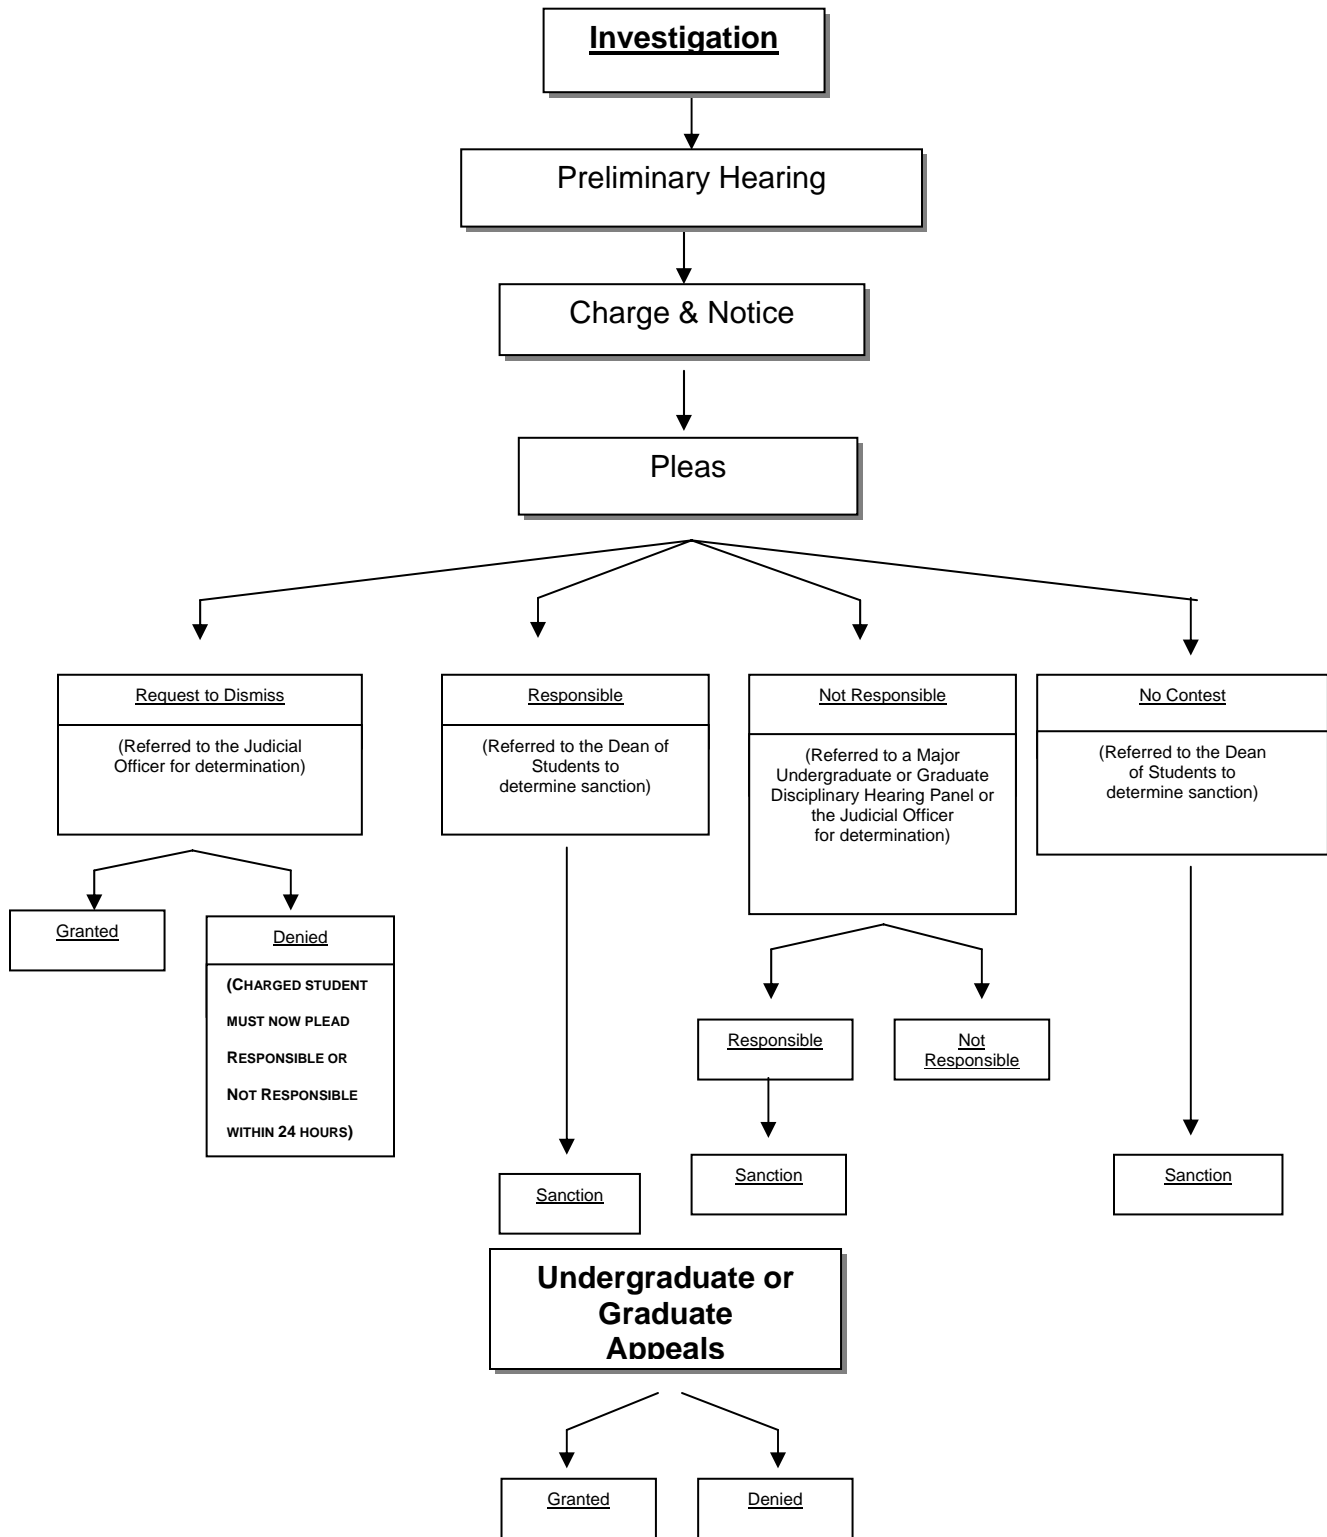 Investigation
Preliminary Hearing
Charge & Notice
Pleas
Request to Dismiss
(Referred to the Judicial
Officer for determination)
Responsible
(Referred to the Dean of
Students to
determine sanction)
Not Responsible
(Referred to a Major
Undergraduate or Graduate
Disciplinary Hearing Panel or
the Judicial Officer
for determination)
No Contest
(Referred to the Dean
of Students to
determine sanction)
Granted
Denied
(CHARGED STUDENT
MUST NOW PLEAD
RESPONSIBLE OR
NOT RESPONSIBLE
WITHIN 24 HOURS)
Responsible
Not
Responsible
Sanction
Sanction
Sanction
Undergraduate or
Graduate
Appeals
Granted
Denied